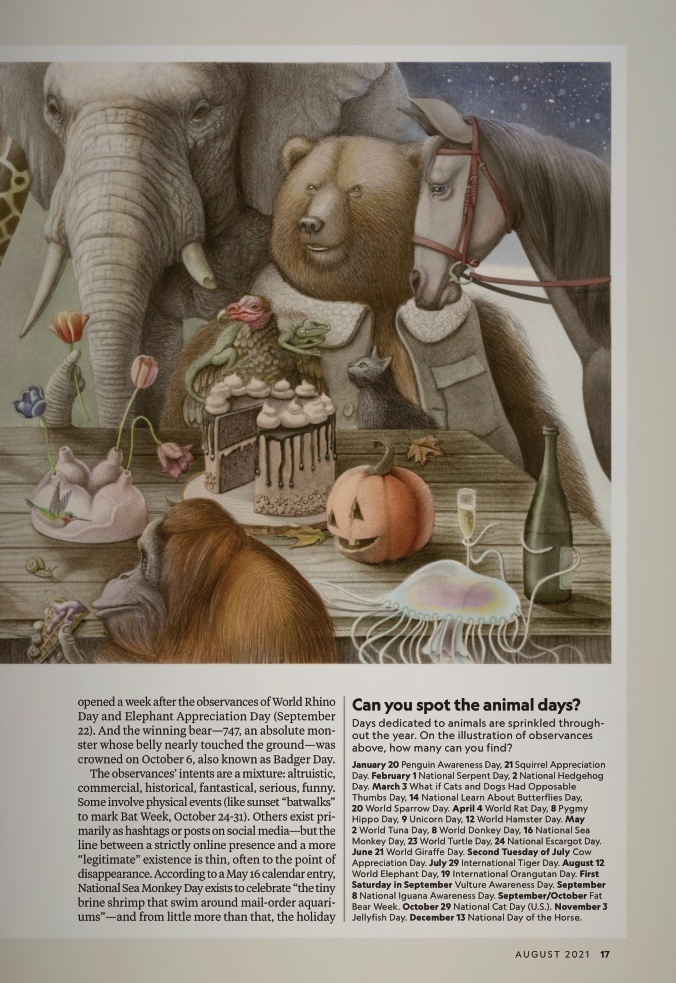 opened a week after the observances of World Rhino
Day and Elephant Appreciation Day (September
22). And the winning bear—747, an absolute mon-
ster whose belly nearly touched the ground—was
crowned on October 6, also known as Badger Day.
The observances' intents are a mixture: altruistic,
commercial, historical, fantastical, serious, funny.
Some involve physical events (like sunset “batwalks”
to mark Bat Week, October 24-31). Others exist pri-
marily as hashtags or posts on social media—but the
line between a strictly online presence and a more
“legitimate” existence is thin, often to the point of
disappearance. According to a May 16 calendar entry,
National Sea Monkey Day exists to celebrate “the tiny
brine shrimp that swim around mail-order aquari-
ums”—and from little more than that, the holiday
Can you spot the animal days?
Days dedicated to animals are sprinkled through-
out the year. On the illustration of observances
above, how many can you find?
January 20 Penguin Awareness Day, 21 Squirrel Appreciation
Day. February 1 National Serpent Day, 2 National Hedgehog
Day. March 3 What if Cats and Dogs Had Opposable
Thumbs Day, 14 National Learn About Butterflies Day,
20 World Sparrow Day. April 4 World Rat Day, 8 Pygmy
Hippo Day, 9 Unicorn Day, 12 World Hamster Day. May
2 World Tuna Day, 8 World Donkey Day, 16 National Sea
Monkey Day, 23 World Turtle Day, 24 National Escargot Day.
June 21 World Giraffe Day. Second Tuesday of July Cow
Appreciation Day. July 29 International Tiger Day. August 12
World Elephant Day, 19 International Orangutan Day. First
Saturday in September Vulture Awareness Day. September
8 National Iguana Awareness Day. September/October Fat
Bear Week. October 29 National Cat Day (U.S.). November 3
Jellyfish Day. December 13 National Day of the Horse.
AUGUST 2021 17